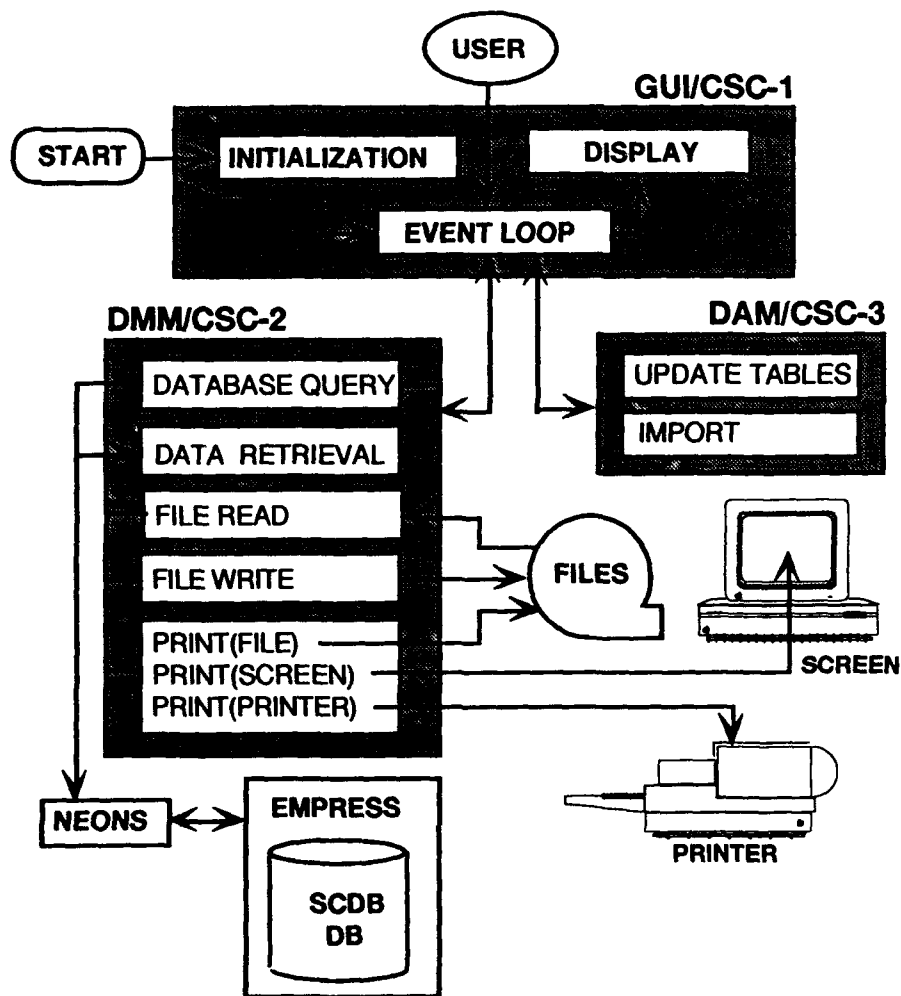 USER
GUI/CSC-1
START
INITIALIZATION
DISPLAY
EVENT LOOP
DMM/CSC-2
DAM/CSC-3
DATABASE QUERY
UPDATE TABLES
DATA RETRIEVAL
IMPORT
FILE READ
FILE WRITE
FILES
PRINT(FILE)
PRINT(SCREEN)
SCREEN
PRINT(PRINTER)
NEONS
EMPRESS
PRINTER
SCDB
DB